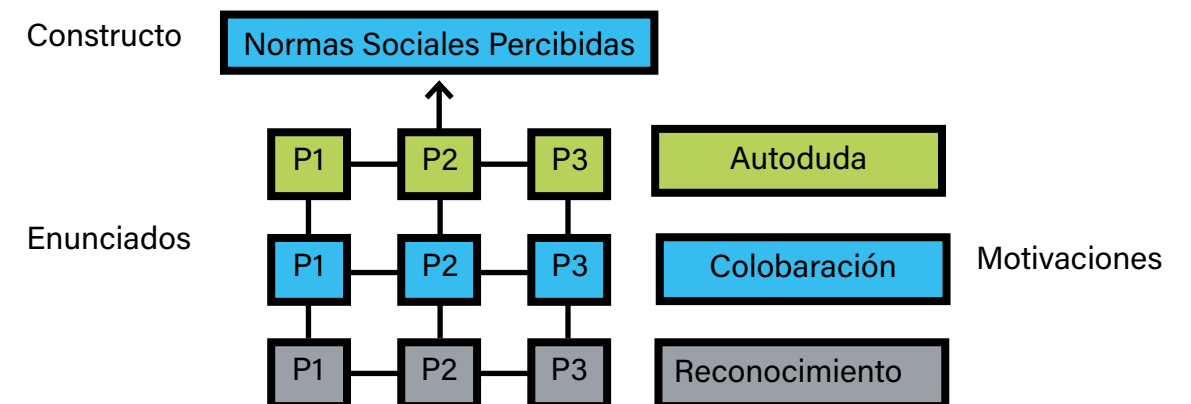 Constructo
Normas Sociales Percibidas
P1 P2 P3 Autoduda
Enunciados
P1 P2 P3 Colobaración Motivaciones
P1 P2 P3 Reconocimiento